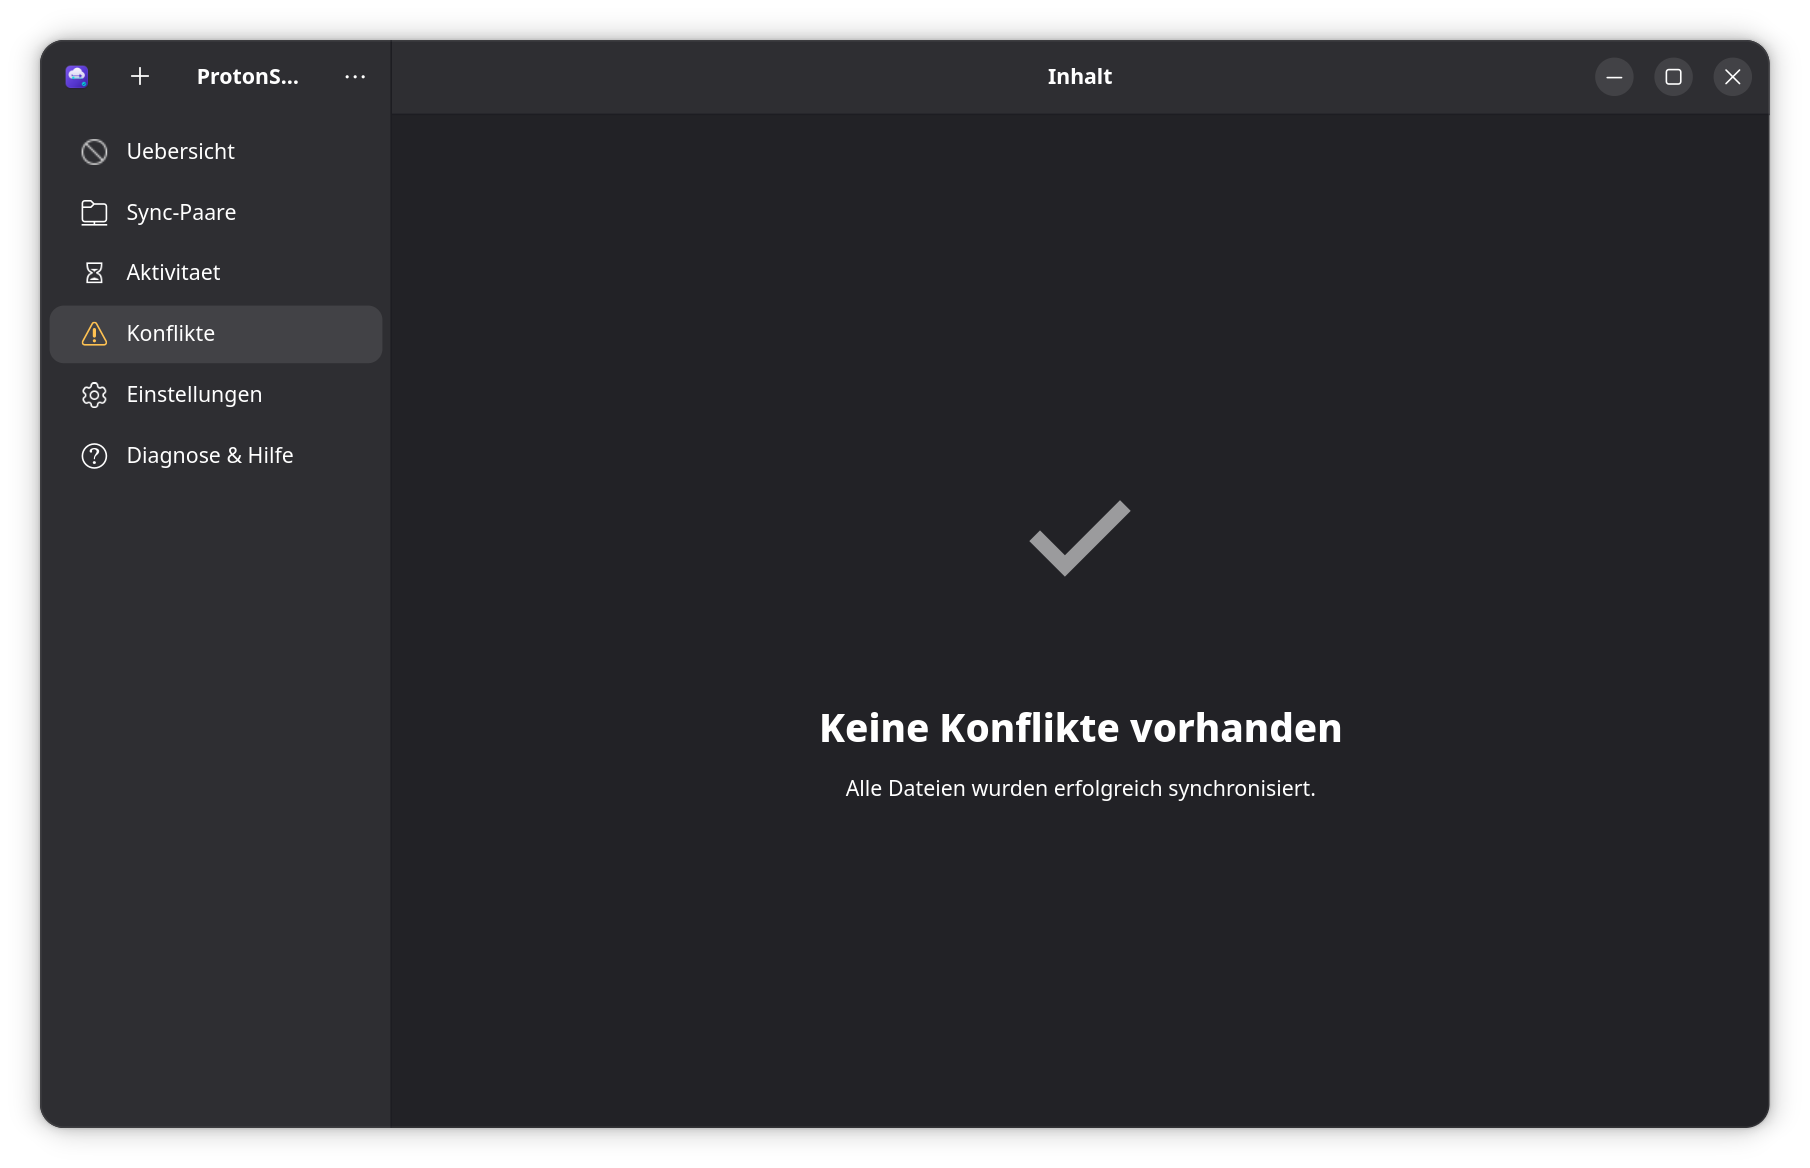 ProtonS...
Inhalt
Uebersicht
Sync-Paare
Aktivitaet
Konflikte
Einstellungen
Diagnose & Hilfe
Keine Konflikte vorhanden
Alle Dateien wurden erfolgreich synchronisiert.